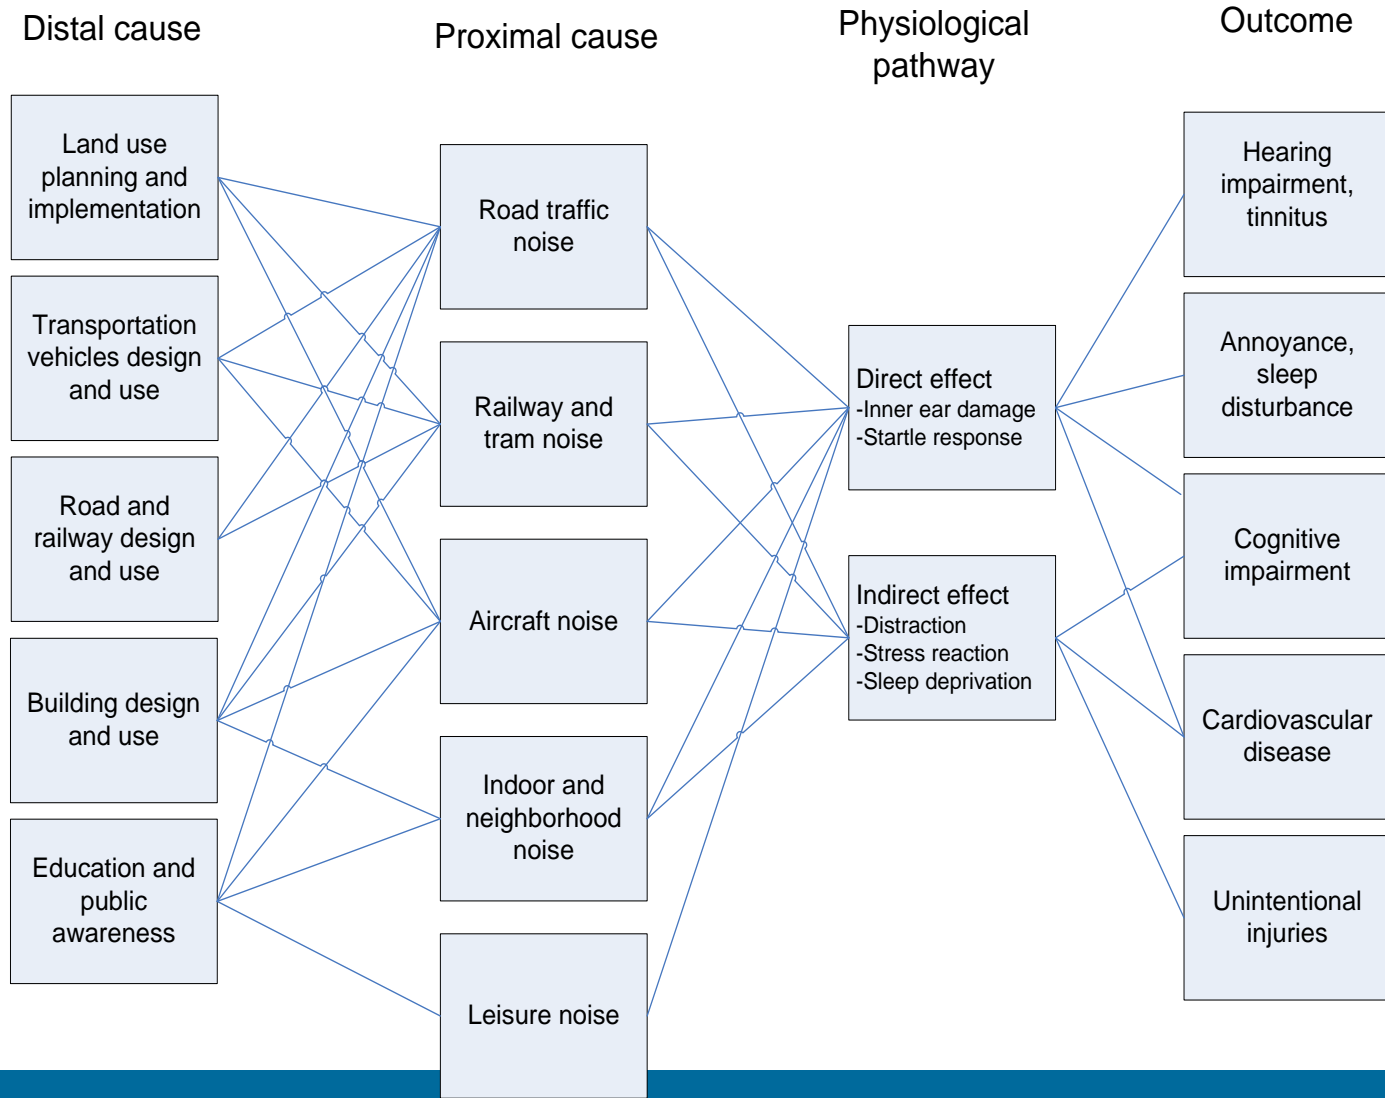 Distal cause
Proximal cause
Physiological
pathway
Outcome
Land use
planning and
implementation
Transportation
vehicles design
and use
Road and
railway design
and use
Building design
and use
Education and
public
awareness
Road traffic
noise
Railway and
tram noise
Aircraft noise
Indoor and
neighborhood
noise
Leisure noise
Direct effect
-Inner ear damage
-Startle response
Indirect effect
-Distraction
-Stress reaction
-Sleep deprivation
Hearing
impairment,
tinnitus
Annoyance,
sleep
disturbance
Cognitive
impairment
Cardiovascular
disease
Unintentional
injuries